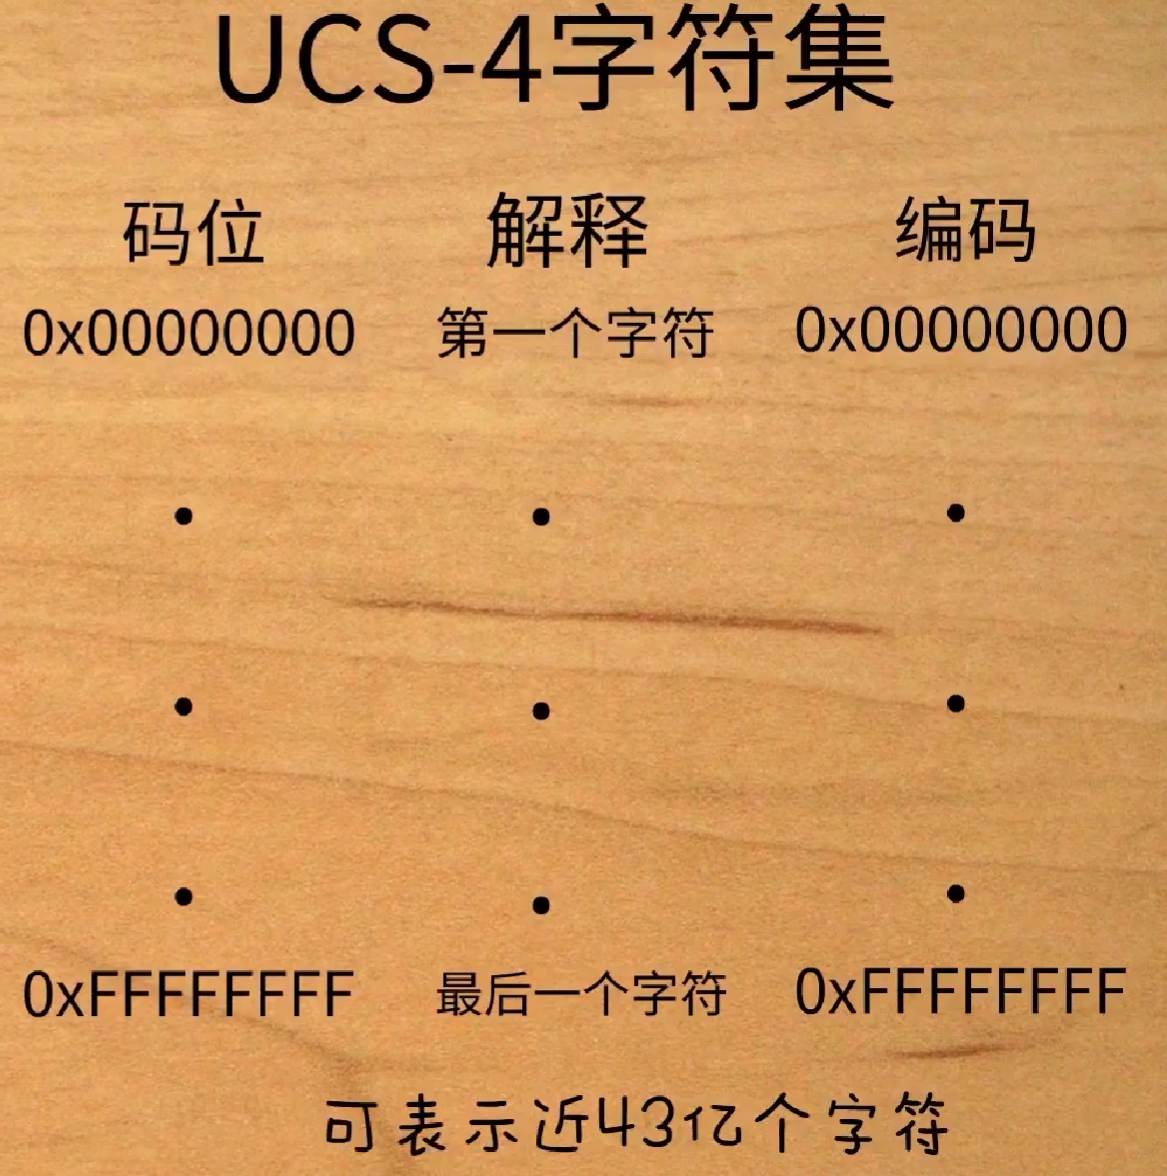 UCS-4字符集
码位 解释 编码
0x00000000 第一个字符 0x00000000
• • •
• • •
• • •
0xFFFFFFFF 最后一个字符 0xFFFFFFFF
可表示近43亿个字符